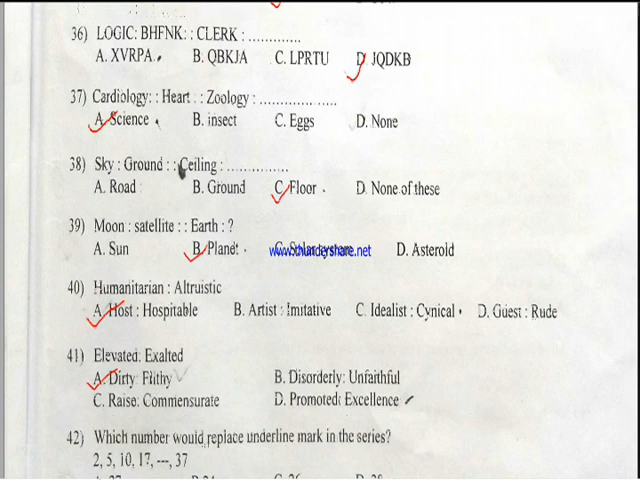 36) LOGIC: BHFNK: : CLERK : .............
A. XVRPA. B. QBKJA C. LPRTU D. JQDKB
37) Cardiology: : Heart : : Zoology : ...................
A. Science B. insect C. Eggs D. None
38) Sky : Ground : : Ceiling : ...............
A. Road B. Ground C. Floor D. None of these
39) Moon : satellite : : Earth : ?
A. Sun B. Planet C. D. Asteroid
www.thundershare.net
40) Humanitarian : Altruistic
A. Host : Hospitable B. Artist : Imitative C. Idealist : Cynical D. Guest : Rude
41) Elevated: Exalted
A. Dirty: Filthy B. Disorderly: Unfaithful
C. Raise: Commensurate D. Promoted: Excellence
42) Which number would replace underline mark in the series?
2, 5, 10, 17, ---, 37